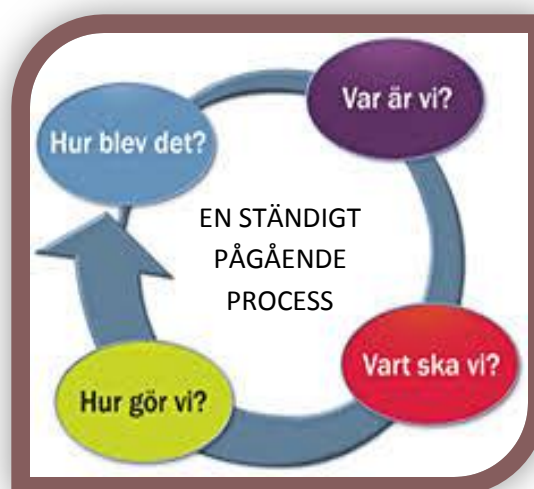 Var är vi?
Hur blev det?
EN STÄNDIGT
PÅGÅENDE
PROCESS
Vart ska vi?
Hur gör vi?